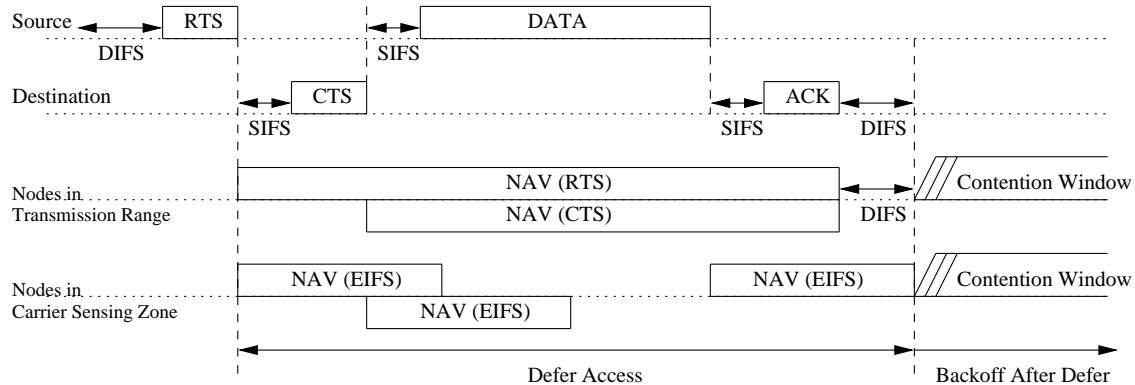 Source
RTS
DATA
DIFS
SIFS
Destination
CTS
ACK
SIFS
SIFS
DIFS
Nodes in
Transmission Range
NAV (RTS)
NAV (CTS)
DIFS
Contention Window
Nodes in
Carrier Sensing Zone
NAV (EIFS)
NAV (EIFS)
NAV (EIFS)
Contention Window
Defer Access
Backoff After Defer